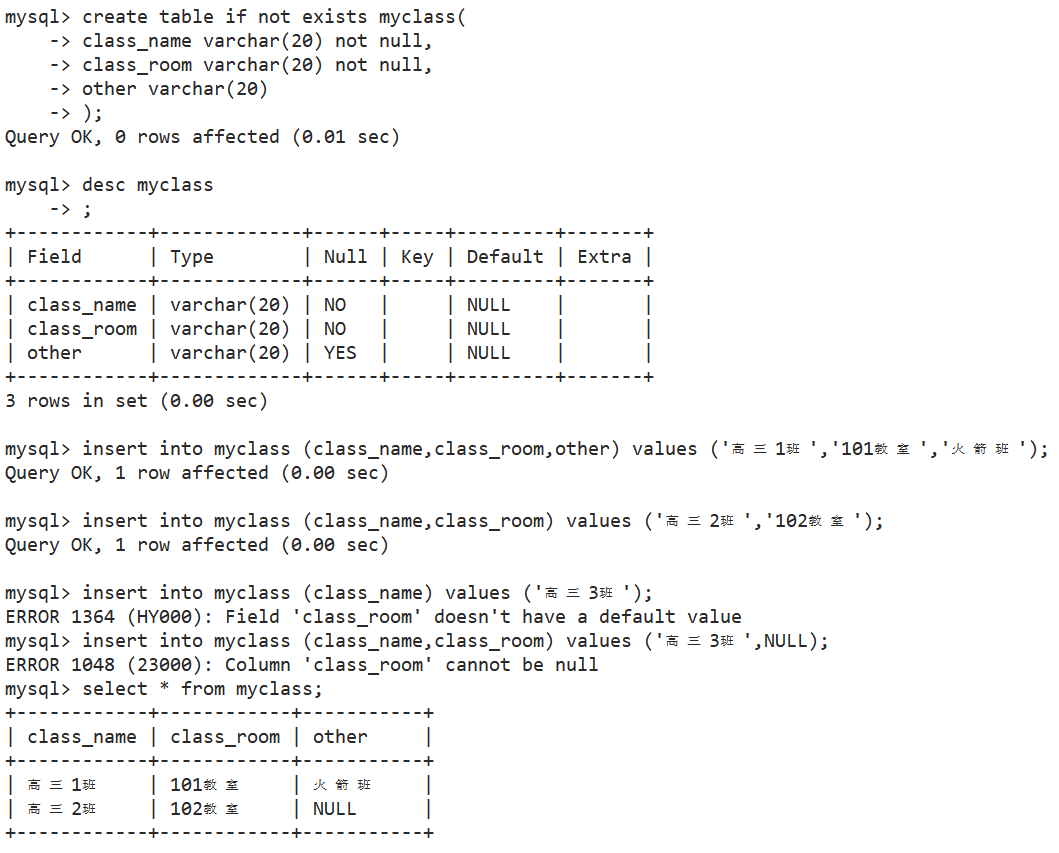 mysql> create table if not exists myclass(
    -> class_name varchar(20) not null,
    -> class_room varchar(20) not null,
    -> other varchar(20)
    -> );
Query OK, 0 rows affected (0.01 sec)

mysql> desc myclass
    -> ;
+------------+-------------+------+-----+---------+-------+
| Field      | Type        | Null | Key | Default | Extra |
+------------+-------------+------+-----+---------+-------+
| class_name | varchar(20) | NO   |     | NULL    |       |
| class_room | varchar(20) | NO   |     | NULL    |       |
| other      | varchar(20) | YES  |     | NULL    |       |
+------------+-------------+------+-----+---------+-------+
3 rows in set (0.00 sec)

mysql> insert into myclass (class_name,class_room,other) values ('高三1班','101教室','火箭班');
Query OK, 1 row affected (0.00 sec)

mysql> insert into myclass (class_name,class_room) values ('高三2班','102教室');
Query OK, 1 row affected (0.00 sec)

mysql> insert into myclass (class_name) values ('高三3班');
ERROR 1364 (HY000): Field 'class_room' doesn't have a default value
mysql> insert into myclass (class_name,class_room) values ('高三3班',NULL);
ERROR 1048 (23000): Column 'class_room' cannot be null
mysql> select * from myclass;
+------------+------------+-----------+
| class_name | class_room | other     |
+------------+------------+-----------+
| 高三1班    | 101教室    | 火箭班    |
| 高三2班    | 102教室    | NULL      |
+------------+------------+-----------+